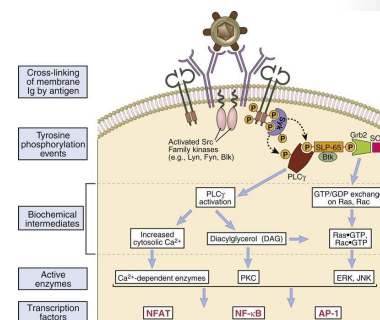 Cross-linking
of membrane
Ig by antigen
Tyrosine
phosphorylation
events
Activated Src
Family kinases
(e.g., Lyn, Fyn, Blk)
P
P
P
P
P
P
P
SLP-65
P
Blk
Grb2
PLCγ
PLCγ
activation
GTP/GDP exchang
on Ras, Rac
Biochemical
intermediates
Increased
cytosolic Ca²⁺
Diacylglycerol (DAG)
Ras•GTP,
Rac•GTP
Active
enzymes
Ca²⁺-dependent enzymes
PKC
ERK, JNK
Transcription
factors
NFAT
NF-κB
AP-1